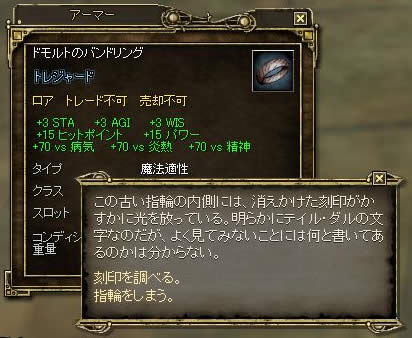 アーマー
ドモルトのバンドリング
トレジャード
ロア トレード不可 売却不可
+3 STA +3 AGI +3 WIS
+15 ヒットポイント +15 パワー
+70 vs 病気 +70 vs 炎熱 +70 vs 精神
タイプ 魔法適性
クラス
スロット
コンディシ
重量
この古い指輪の内側には、消えかけた刻印がか
すかに光を放っている。明らかにテイル・ダルの文
字なのだが、よく見てみないことには何と書いてあ
るのかは分からない。
刻印を調べる。
指輪をしまう。